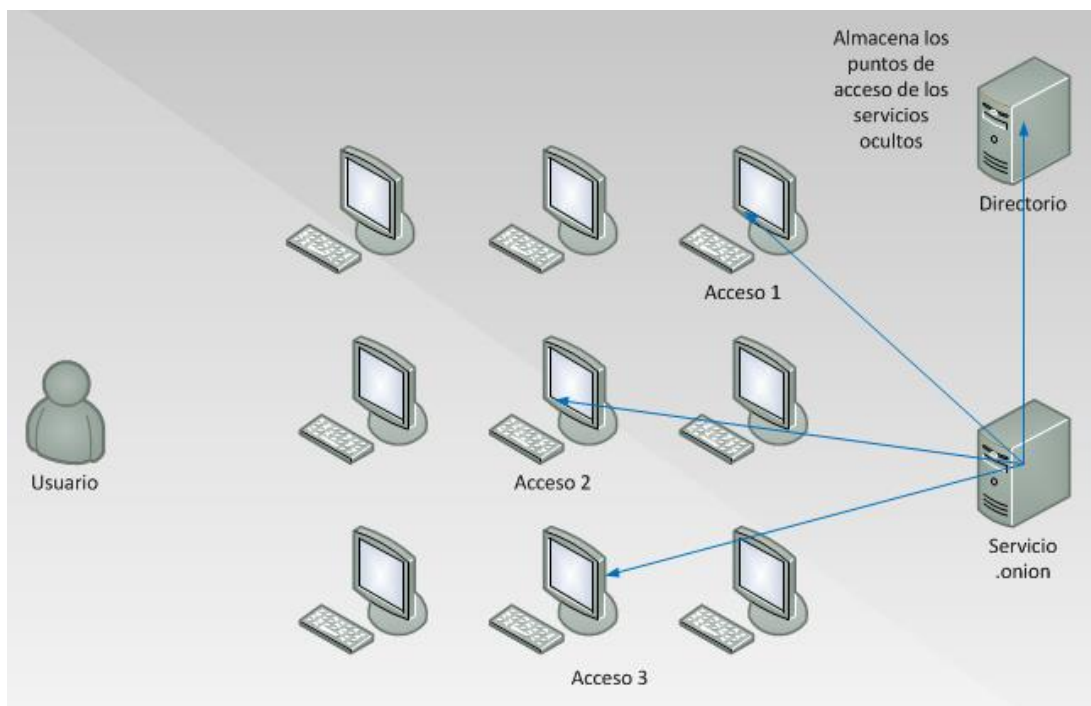 Almacena los
puntos de
acceso de los
servicios
ocultos
Directorio
Acceso 1
Usuario
Acceso 2
Servicio
.onion
Acceso 3